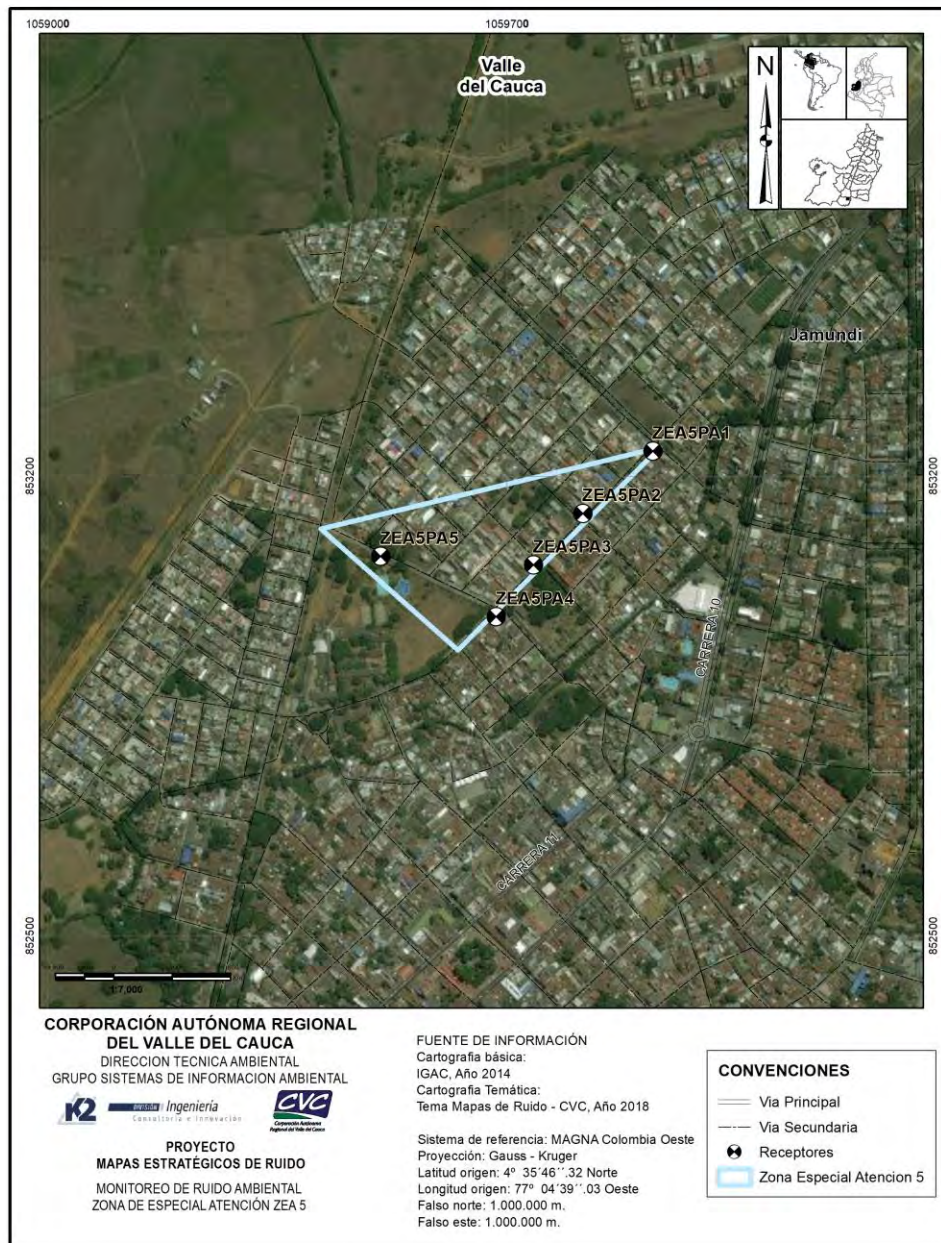 1059000
1059700
Valle
del Cauca
N
Jamundi
ZEA5PA1
853200
853200
ZEA5PA2
ZEA5PA5
ZEA5PA3
ZEA5PA4
CARRERA 10
CARRERA 11
852500
852500
1:7,000
CORPORACIÓN AUTÓNOMA REGIONAL
DEL VALLE DEL CAUCA
DIRECCION TECNICA AMBIENTAL
GRUPO SISTEMAS DE INFORMACION AMBIENTAL
K2
DIVISIÓN Ingeniería
Consultoria e Innovación
CVC
Corporación Autónoma
Regional del Valle del Cauca
PROYECTO
MAPAS ESTRATÉGICOS DE RUIDO
MONITOREO DE RUIDO AMBIENTAL
ZONA DE ESPECIAL ATENCIÓN ZEA 5
FUENTE DE INFORMACIÓN
Cartografia básica:
IGAC, Año 2014
Cartografia Temática:
Tema Mapas de Ruido - CVC, Año 2018
Sistema de referencia: MAGNA Colombia Oeste
Proyección: Gauss - Kruger
Latitud origen: 4º 35´46´´.32 Norte
Longitud origen: 77º 04´39´´.03 Oeste
Falso norte: 1.000.000 m.
Falso este: 1.000.000 m.
CONVENCIONES
Via Principal
Via Secundaria
Receptores
Zona Especial Atencion 5